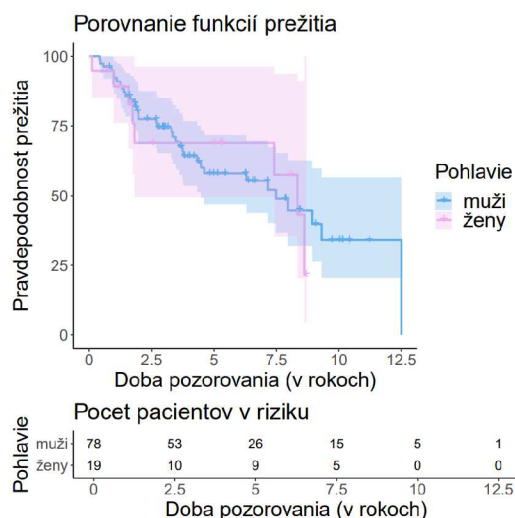 Porovnanie funkcií prežitia
Pravdepodobnost prežitia
100
75
50
25
0
0 2.5 5 7.5 10 12.5
Doba pozorovania (v rokoch)
Pohlavie
muži
ženy
Pocet pacientov v riziku
Pohlavie
muži 78 53 26 15 5 1
ženy 19 10 9 5 0 0
0 2.5 5 7.5 10 12.5
Doba pozorovania (v rokoch)